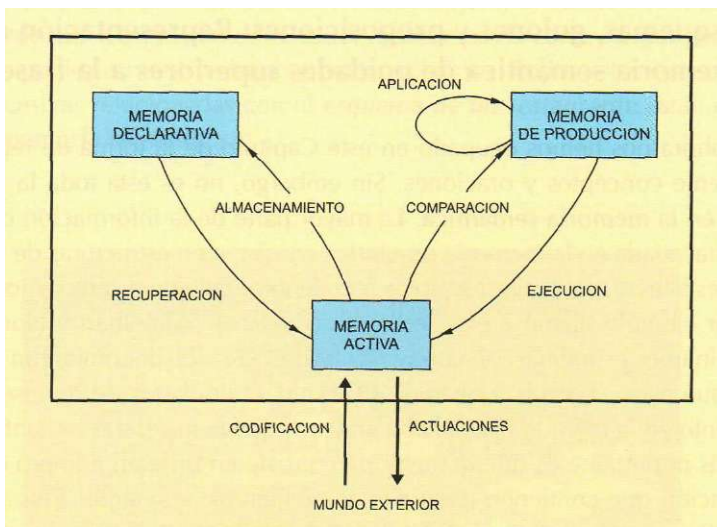 APLICACION
MEMORIA
DECLARATIVA
MEMORIA
DE PRODUCCION
ALMACENAMIENTO
COMPARACION
RECUPERACION
EJECUCION
MEMORIA
ACTIVA
CODIFICACION
ACTUACIONES
MUNDO EXTERIOR